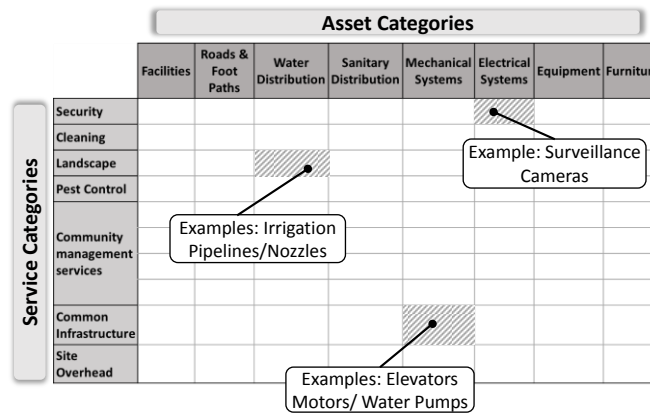 Asset Categories
Facilities
Roads &
Foot
Paths
Water
Distribution
Sanitary
Distribution
Mechanical
Systems
Electrical
Systems
Equipment
Furnitur
Service Categories
Security
Cleaning
Landscape
Pest Control
Community
management
services
Common
Infrastructure
Site
Overhead
Example: Surveillance
Cameras
Examples: Irrigation
Pipelines/Nozzles
Examples: Elevators
Motors/ Water Pumps